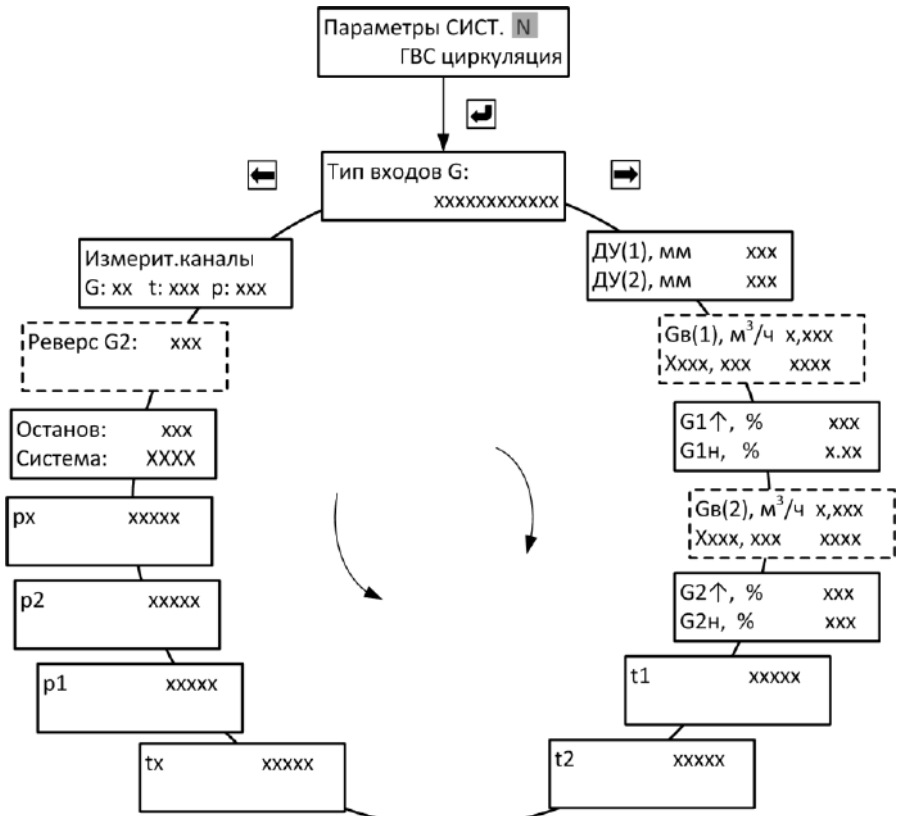 Параметры СИСТ. N
ГВС циркуляция
Тип входов G:
xxxxxxxxxxxx
ДУ(1), мм xxx
ДУ(2), мм xxx
Gв(1), м³/ч x,xxx
Xxxx, xxx xxxx
G1↑, % xxx
G1н, % x.xx
Gв(2), м³/ч x,xxx
Xxxx, xxx xxxx
G2↑, % xxx
G2н, % xxx
t1 xxxxx
t2 xxxxx
tx xxxxx
p1 xxxxx
p2 xxxxx
px xxxxx
Останов: xxx
Система: XXXX
Реверс G2: xxx
Измерит.каналы
G: xx t: xxx p: xxx